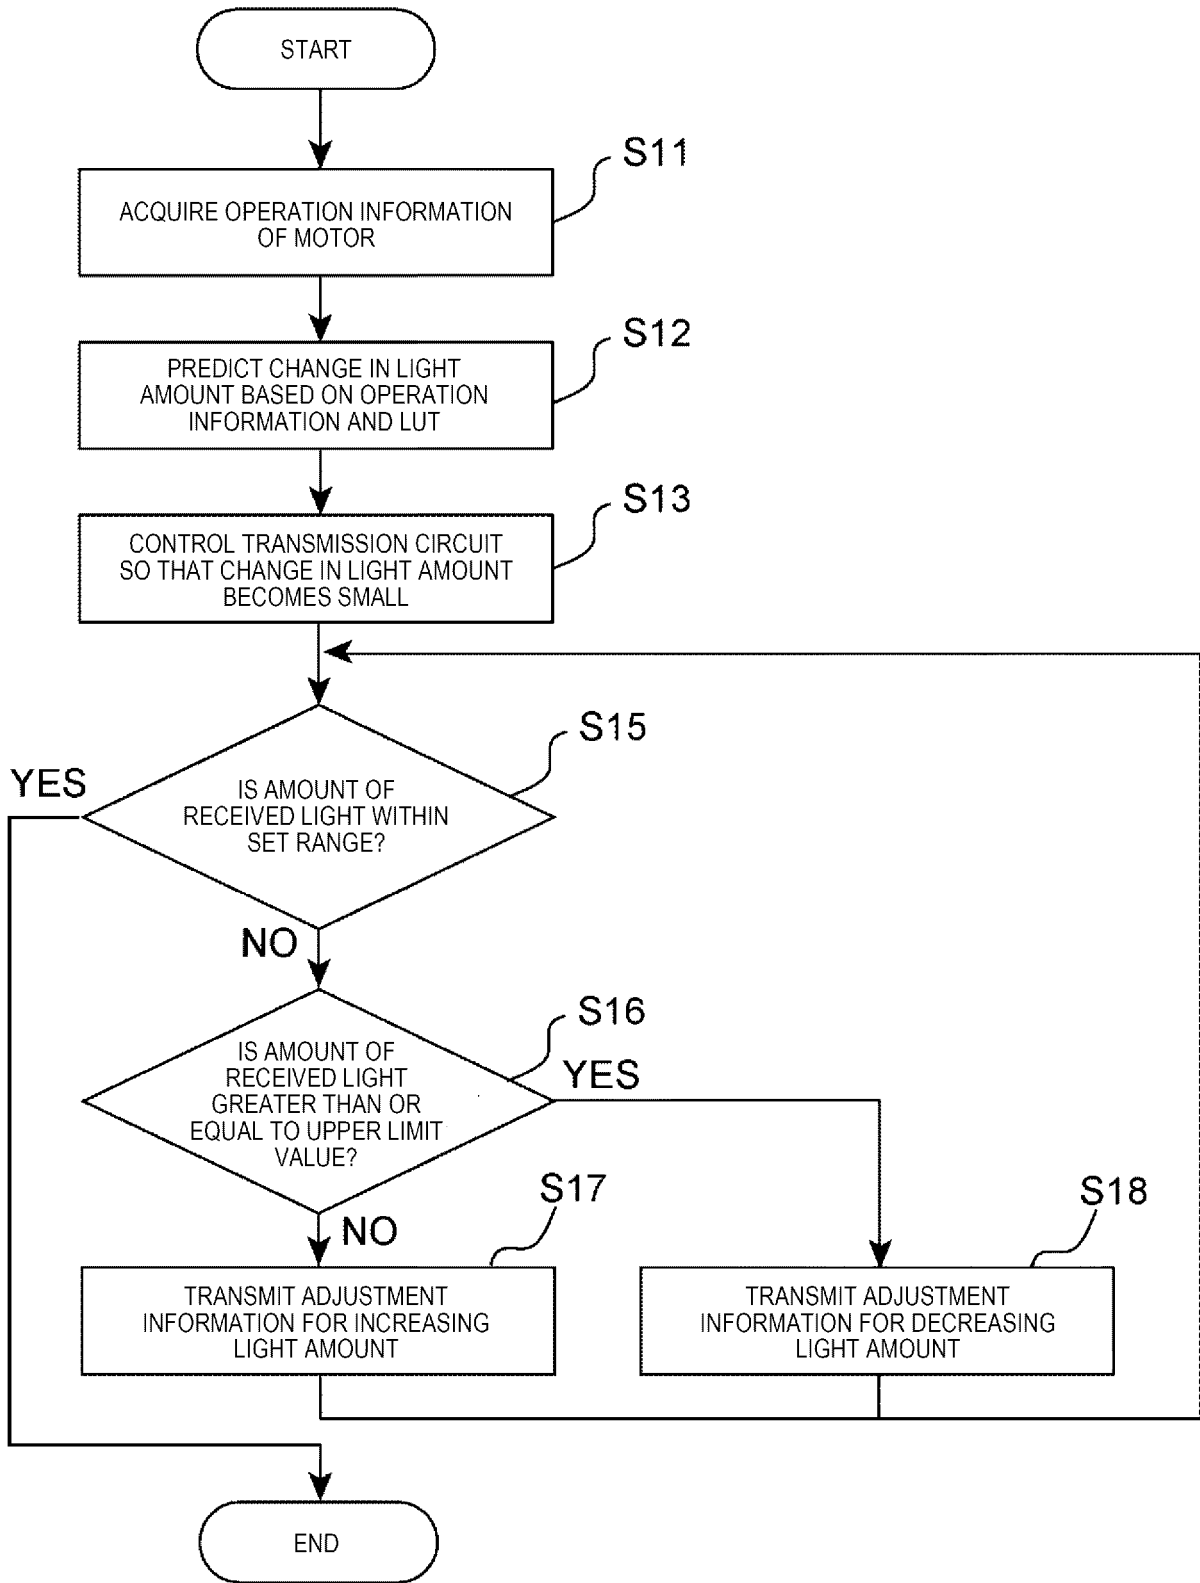 START
S11
ACQUIRE OPERATION INFORMATION
OF MOTOR
S12
PREDICT CHANGE IN LIGHT
AMOUNT BASED ON OPERATION
INFORMATION AND LUT
S13
CONTROL TRANSMISSION CIRCUIT
SO THAT CHANGE IN LIGHT AMOUNT
BECOMES SMALL
S15
YES
IS AMOUNT OF
RECEIVED LIGHT WITHIN
SET RANGE?
NO
S16
IS AMOUNT OF
RECEIVED LIGHT
GREATER THAN OR
EQUAL TO UPPER LIMIT
VALUE?
YES
NO
S17
TRANSMIT ADJUSTMENT
INFORMATION FOR INCREASING
LIGHT AMOUNT
S18
TRANSMIT ADJUSTMENT
INFORMATION FOR DECREASING
LIGHT AMOUNT
END